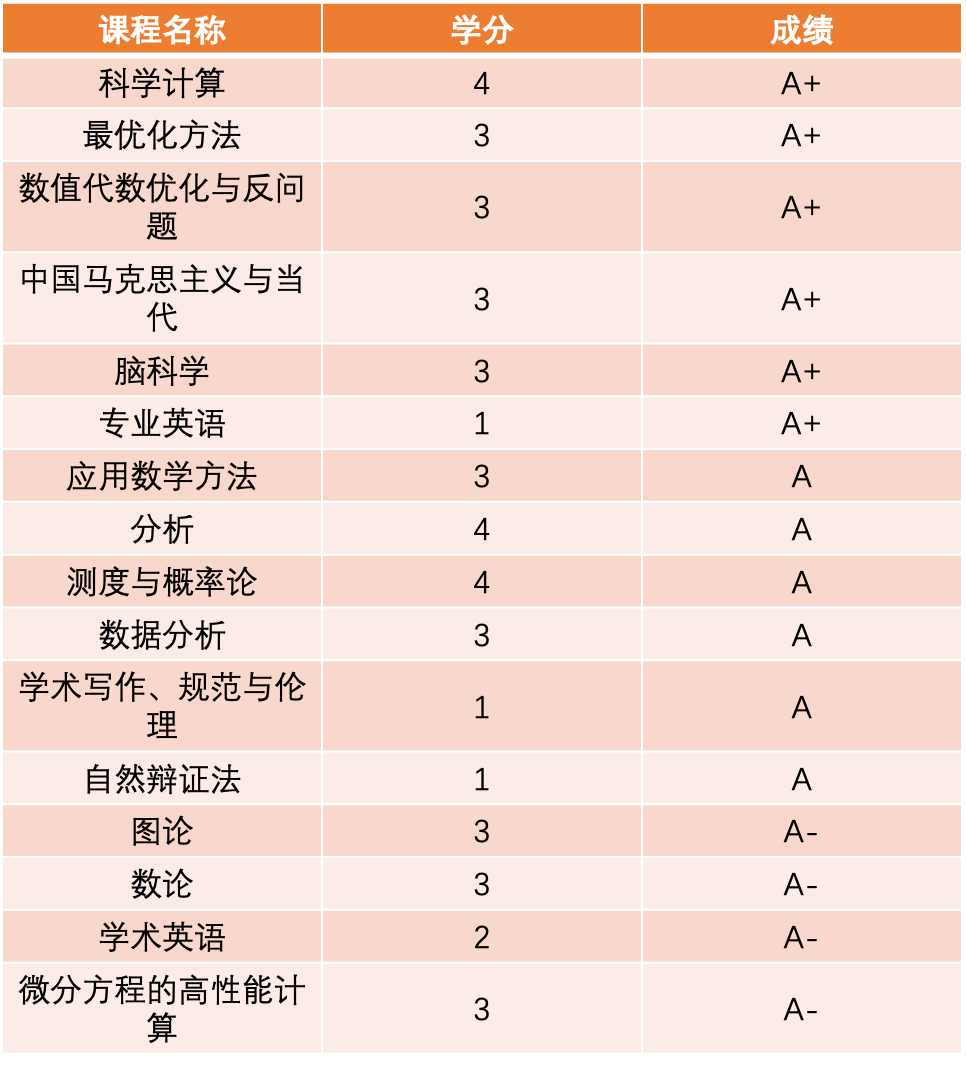 课程名称 学分 成绩
科学计算 4 A+
最优化方法 3 A+
数值代数优化与反问
题 3 A+
中国马克思主义与当
代 3 A+
脑科学 3 A+
专业英语 1 A+
应用数学方法 3 A
分析 4 A
测度与概率论 4 A
数据分析 3 A
学术写作、规范与伦
理 1 A
自然辩证法 1 A
图论 3 A-
数论 3 A-
学术英语 2 A-
微分方程的高性能计
算 3 A-